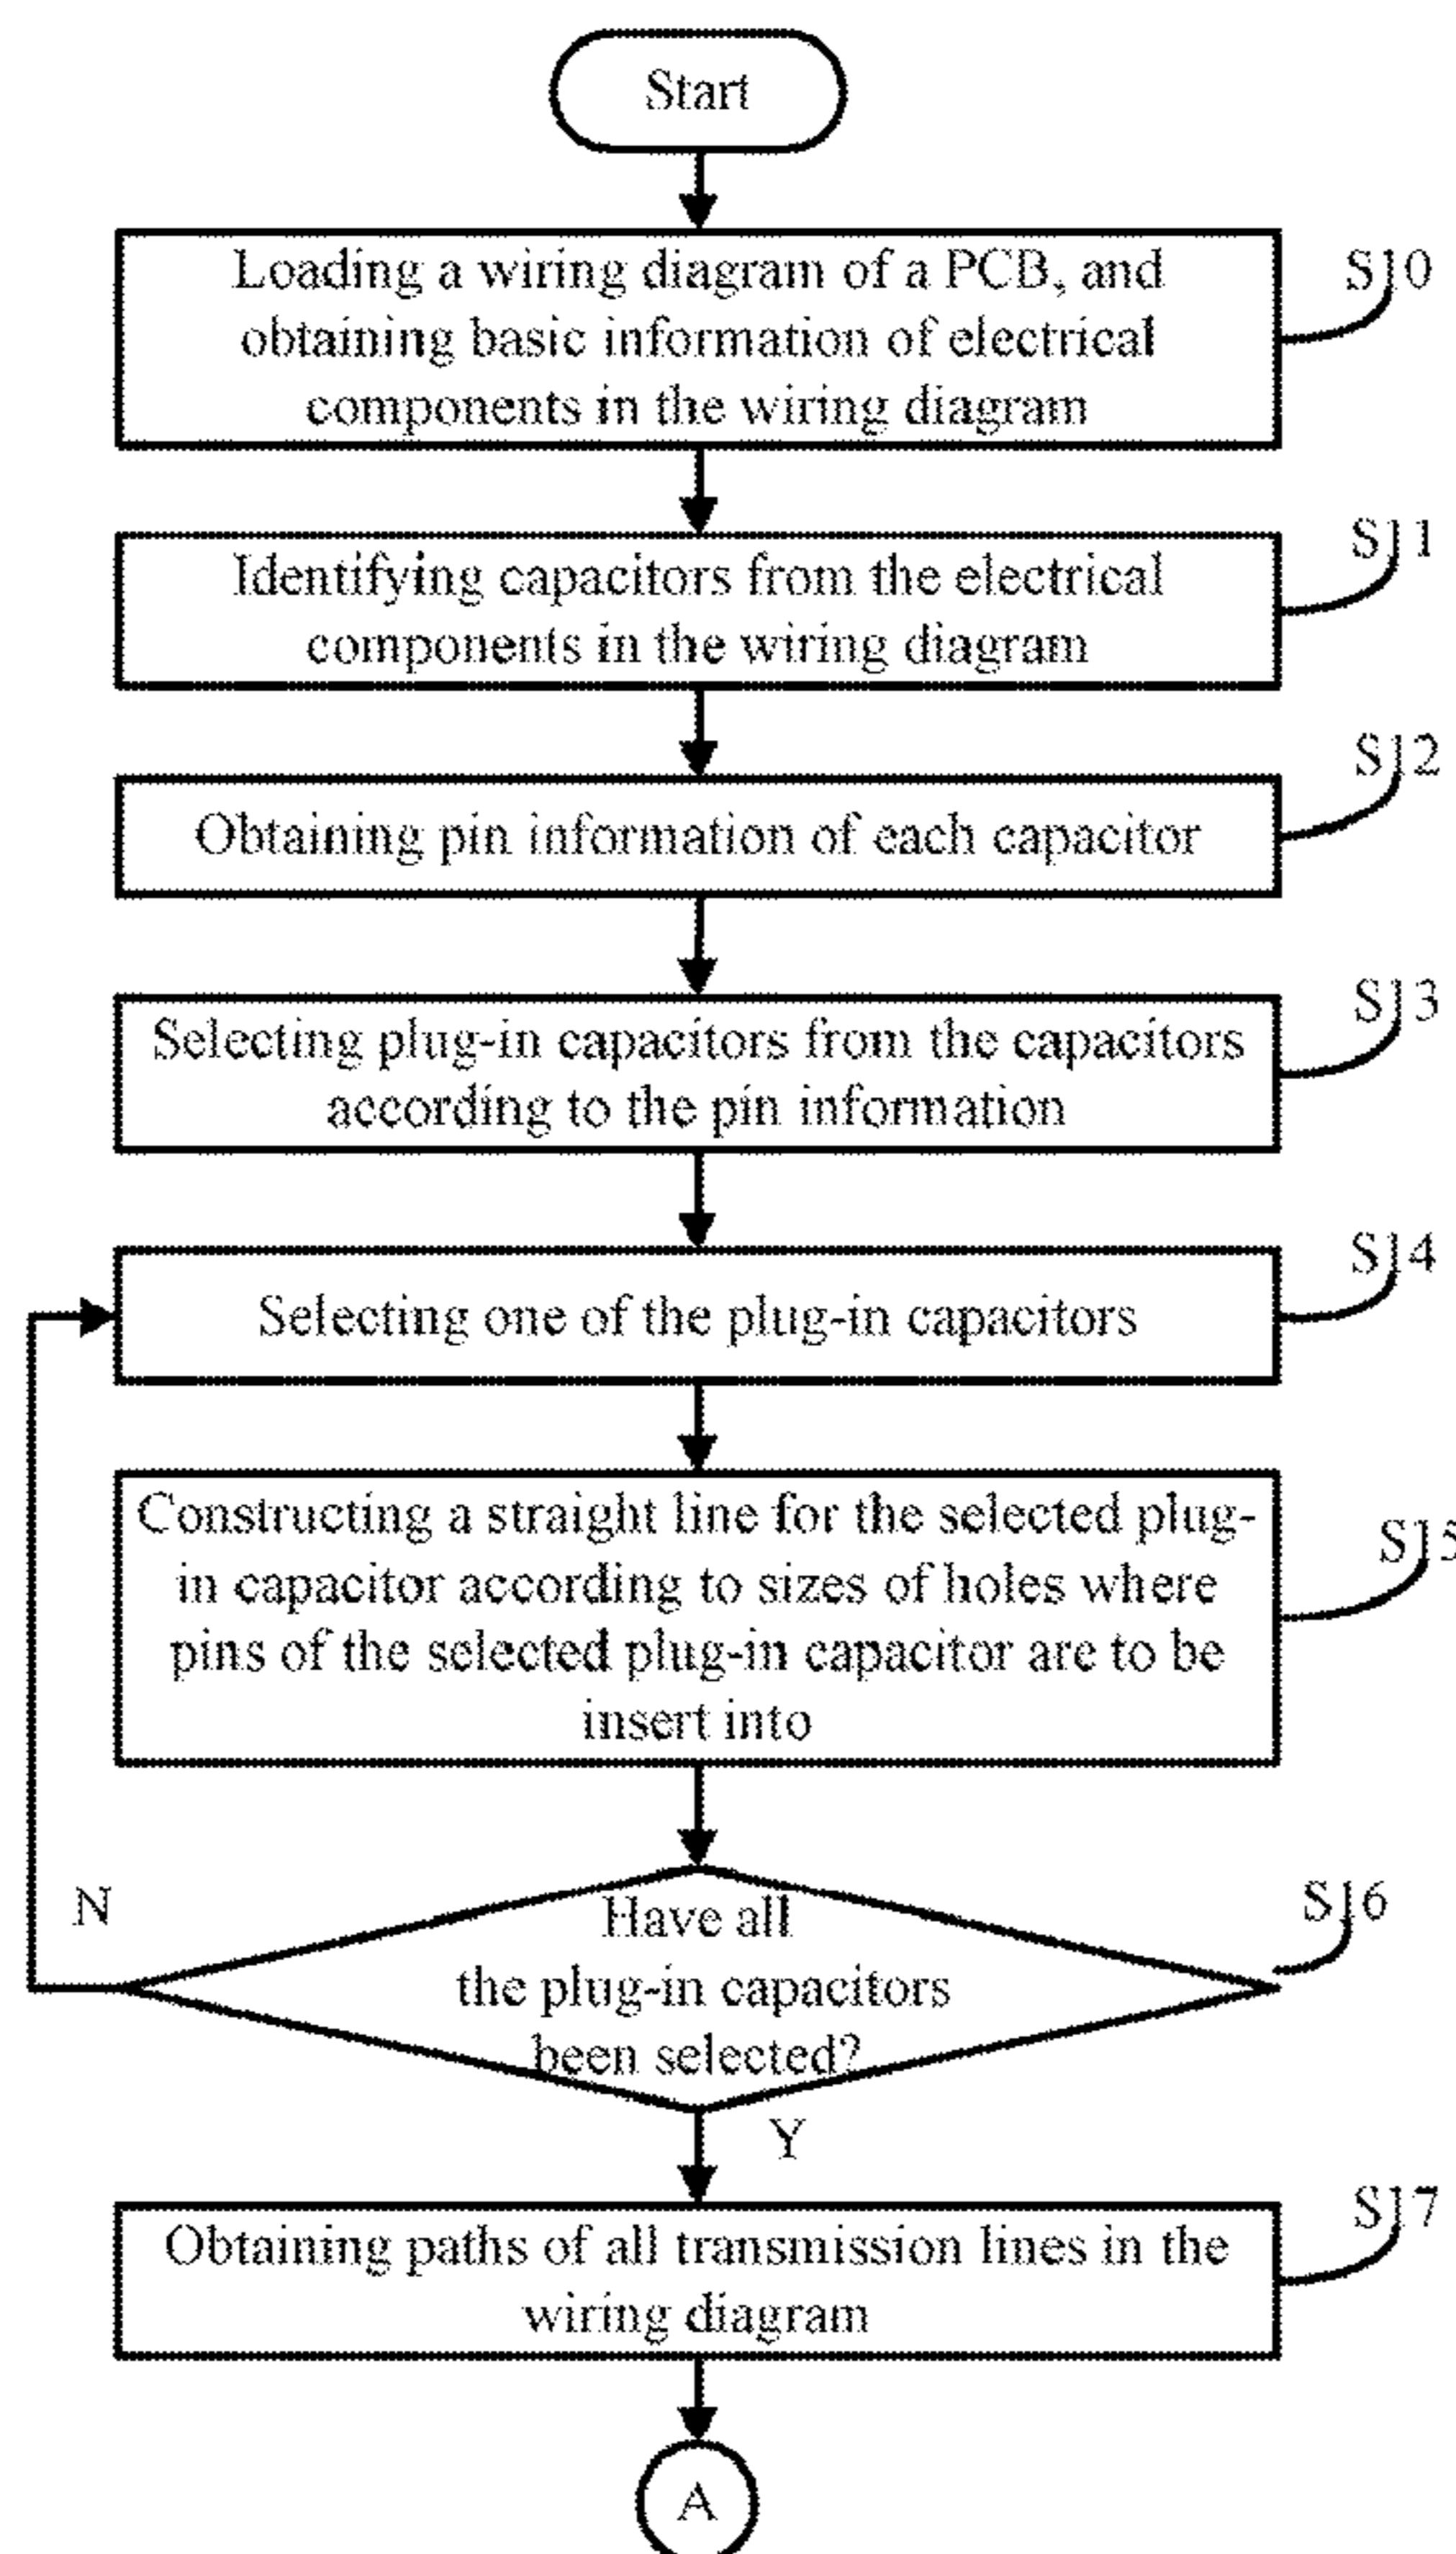 Start
Loading a wiring diagram of a PCB, and
obtaining basic information of electrical
components in the wiring diagram
S10
Identifying capacitors from the electrical
components in the wiring diagram
S11
Obtaining pin information of each capacitor
S12
Selecting plug-in capacitors from the capacitors
according to the pin information
S13
Selecting one of the plug-in capacitors
S14
Constructing a straight line for the selected plug-
in capacitor according to sizes of holes where
pins of the selected plug-in capacitor are to be
insert into
S15
Have all
the plug-in capacitors
been selected?
S16
N
Y
Obtaining paths of all transmission lines in the
wiring diagram
S17
A